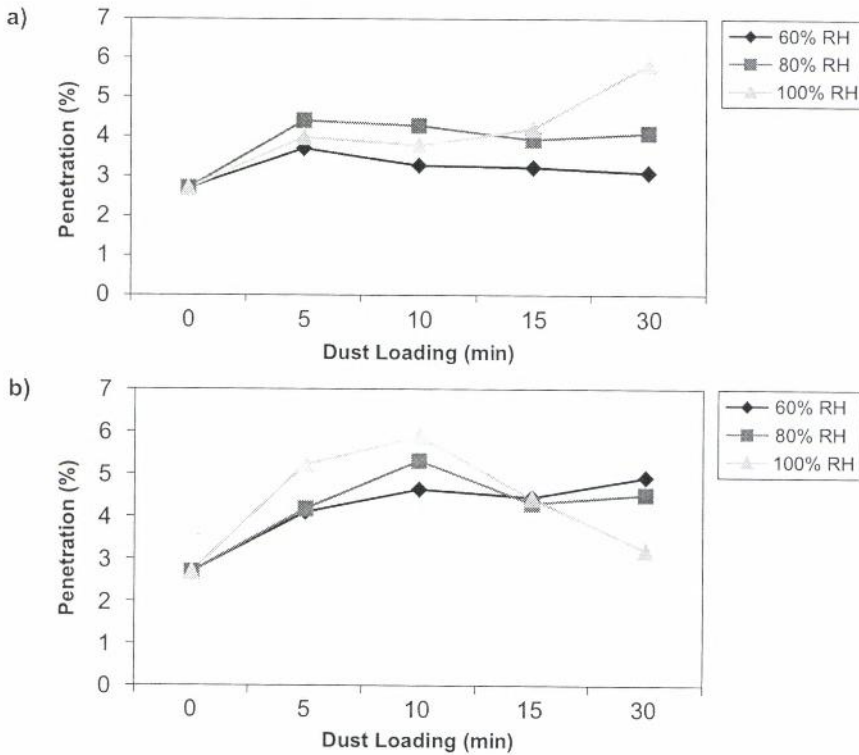 a)
7
6
5
4
3
2
1
0
Penetration (%)
0 5 10 15 30
Dust Loading (min)
60% RH
80% RH
100% RH
b)
7
6
5
4
3
2
1
0
Penetration (%)
0 5 10 15 30
Dust Loading (min)
60% RH
80% RH
100% RH